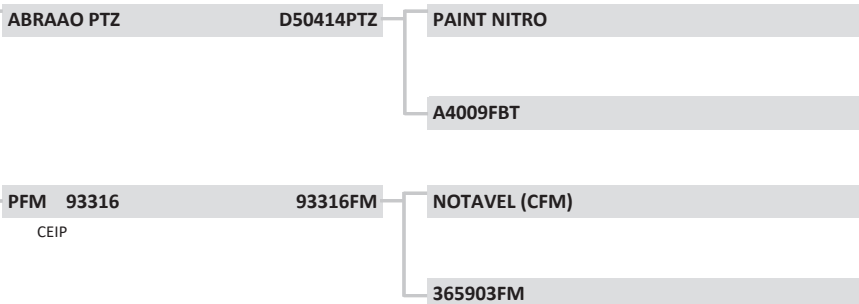 ABRAAO PTZ D50414PTZ PAINT NITRO
A4009FBT
PFM 93316 93316FM NOTAVEL (CFM)
CEIP
365903FM